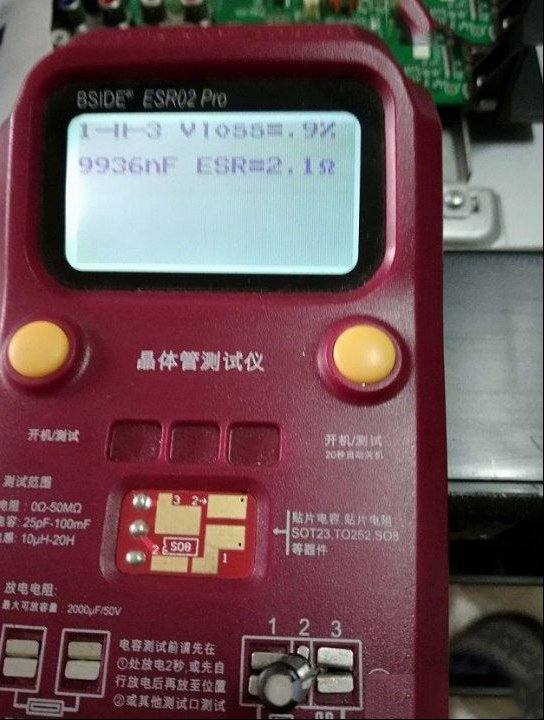 BSIDE® ESR02 Pro
1-||-3 Vloss=.9%
9936nF ESR=2.1Ω
晶体管测试仪
开机/测试
开机/测试
20秒自动关机
测试范围
电阻：0Ω-50MΩ
电容：25pF-100mF
电感：10μH-20H
3 2
2
SO8
1
贴片电容.贴片电阻
SOT23,TO252,SO8
等器件
放电电阻:
最大可放容量：2000μF/50V
电容测试前请先在
①处放电2秒,或先自
行放电后再放至位置
②或其他测试口测试
1 2 3